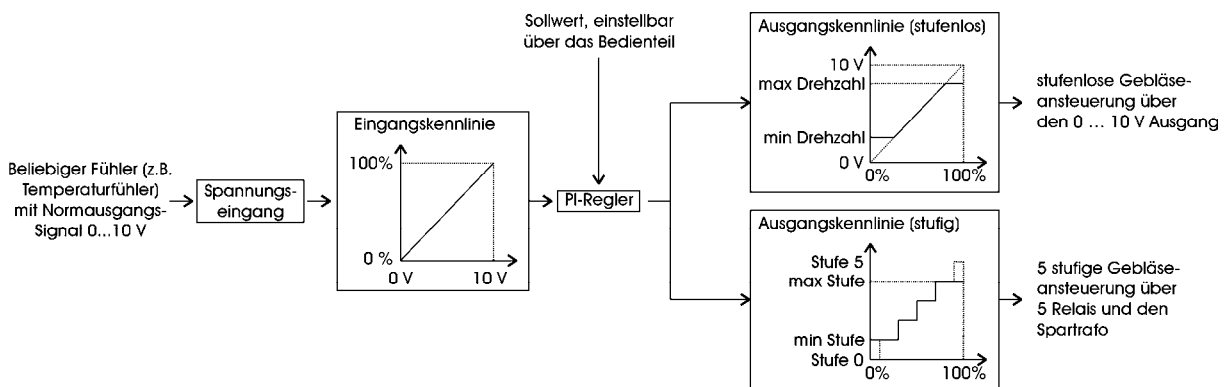 Beliebiger Fühler (z.B.
Temperaturfühler)
mit Normausgangs-
Signal 0...10 V
Spannungs-
eingang
Eingangskennlinie
100%
0 %
0 V
10 V
Sollwert, einstellbar
über das Bedienteil
PI-Regler
Ausgangskennlinie (stufenlos)
10 V
max Drehzahl
min Drehzahl
0 V
0%
100%
stufenlose Gebläse-
ansteuerung über
den 0 ... 10 V Ausgang
Ausgangskennlinie (stufig)
Stufe 5
max Stufe
min Stufe
Stufe 0
0%
100%
5 stufige Gebläse-
ansteuerung über
5 Relais und den
Spartrafo